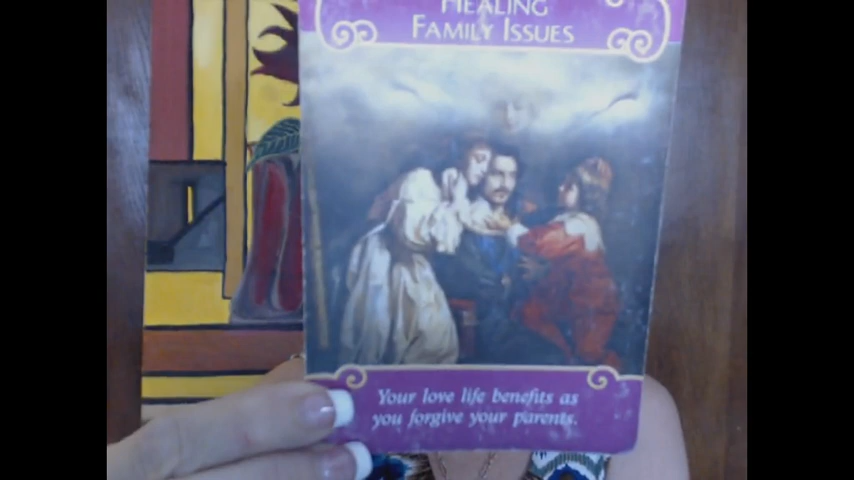 HEALING
FAMILY ISSUES
Your love life benefits as
you forgive your parents.